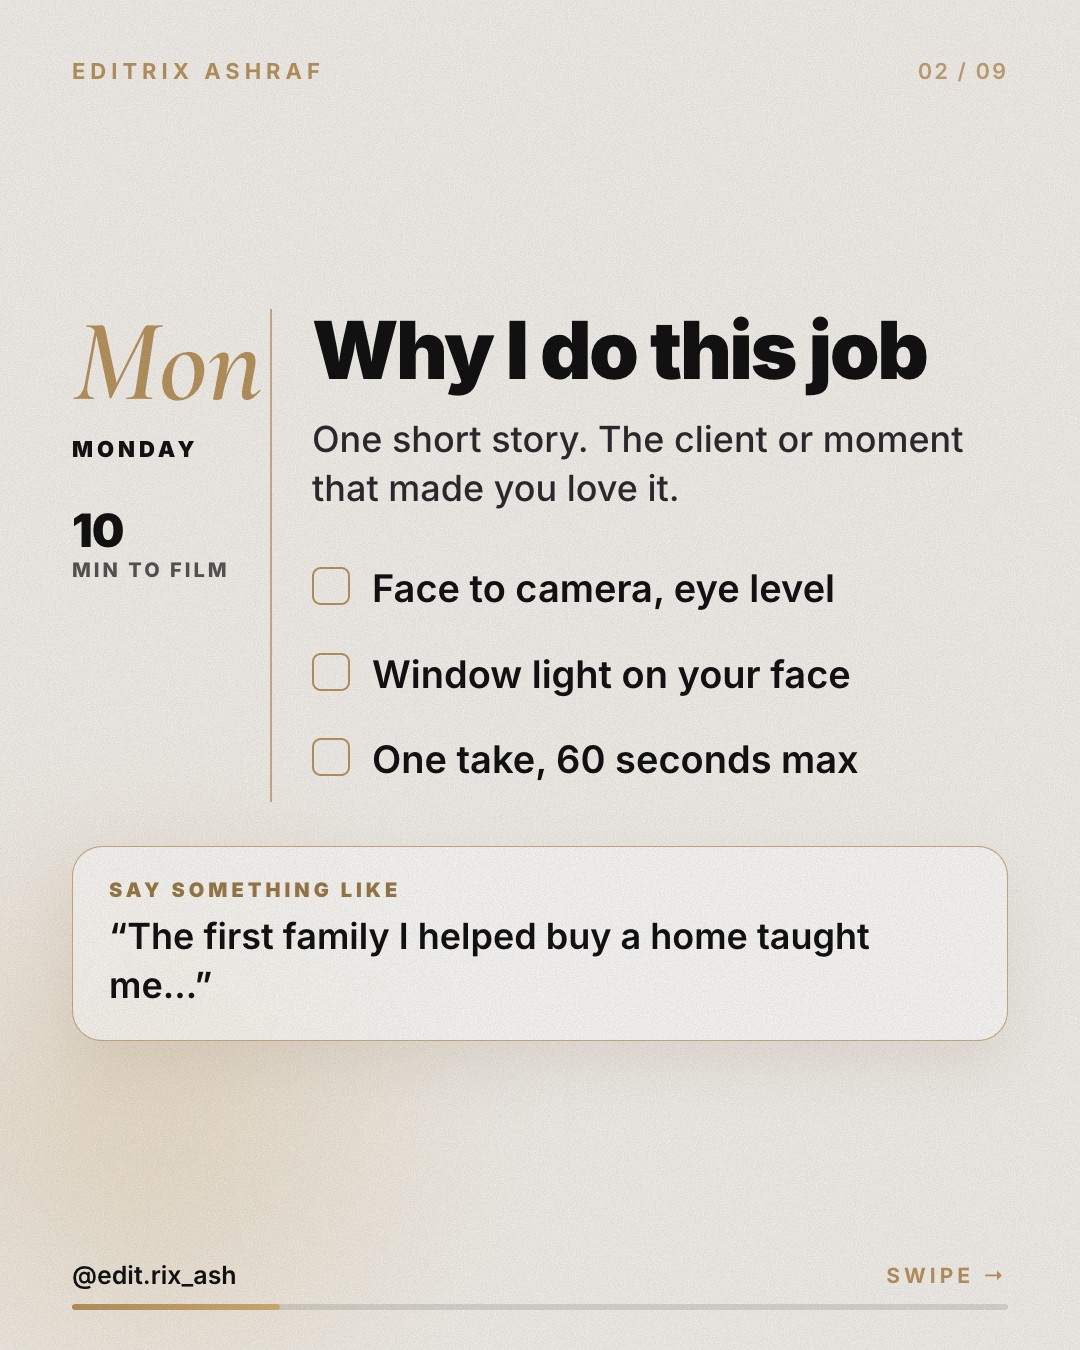 EDITRIX ASHRAF
02 / 09
Mon
MONDAY
10
MIN TO FILM
Why I do this job
One short story. The client or moment
that made you love it.
Face to camera, eye level
Window light on your face
One take, 60 seconds max
SAY SOMETHING LIKE
“The first family I helped buy a home taught
me…”
@edit.rix_ash
SWIPE →